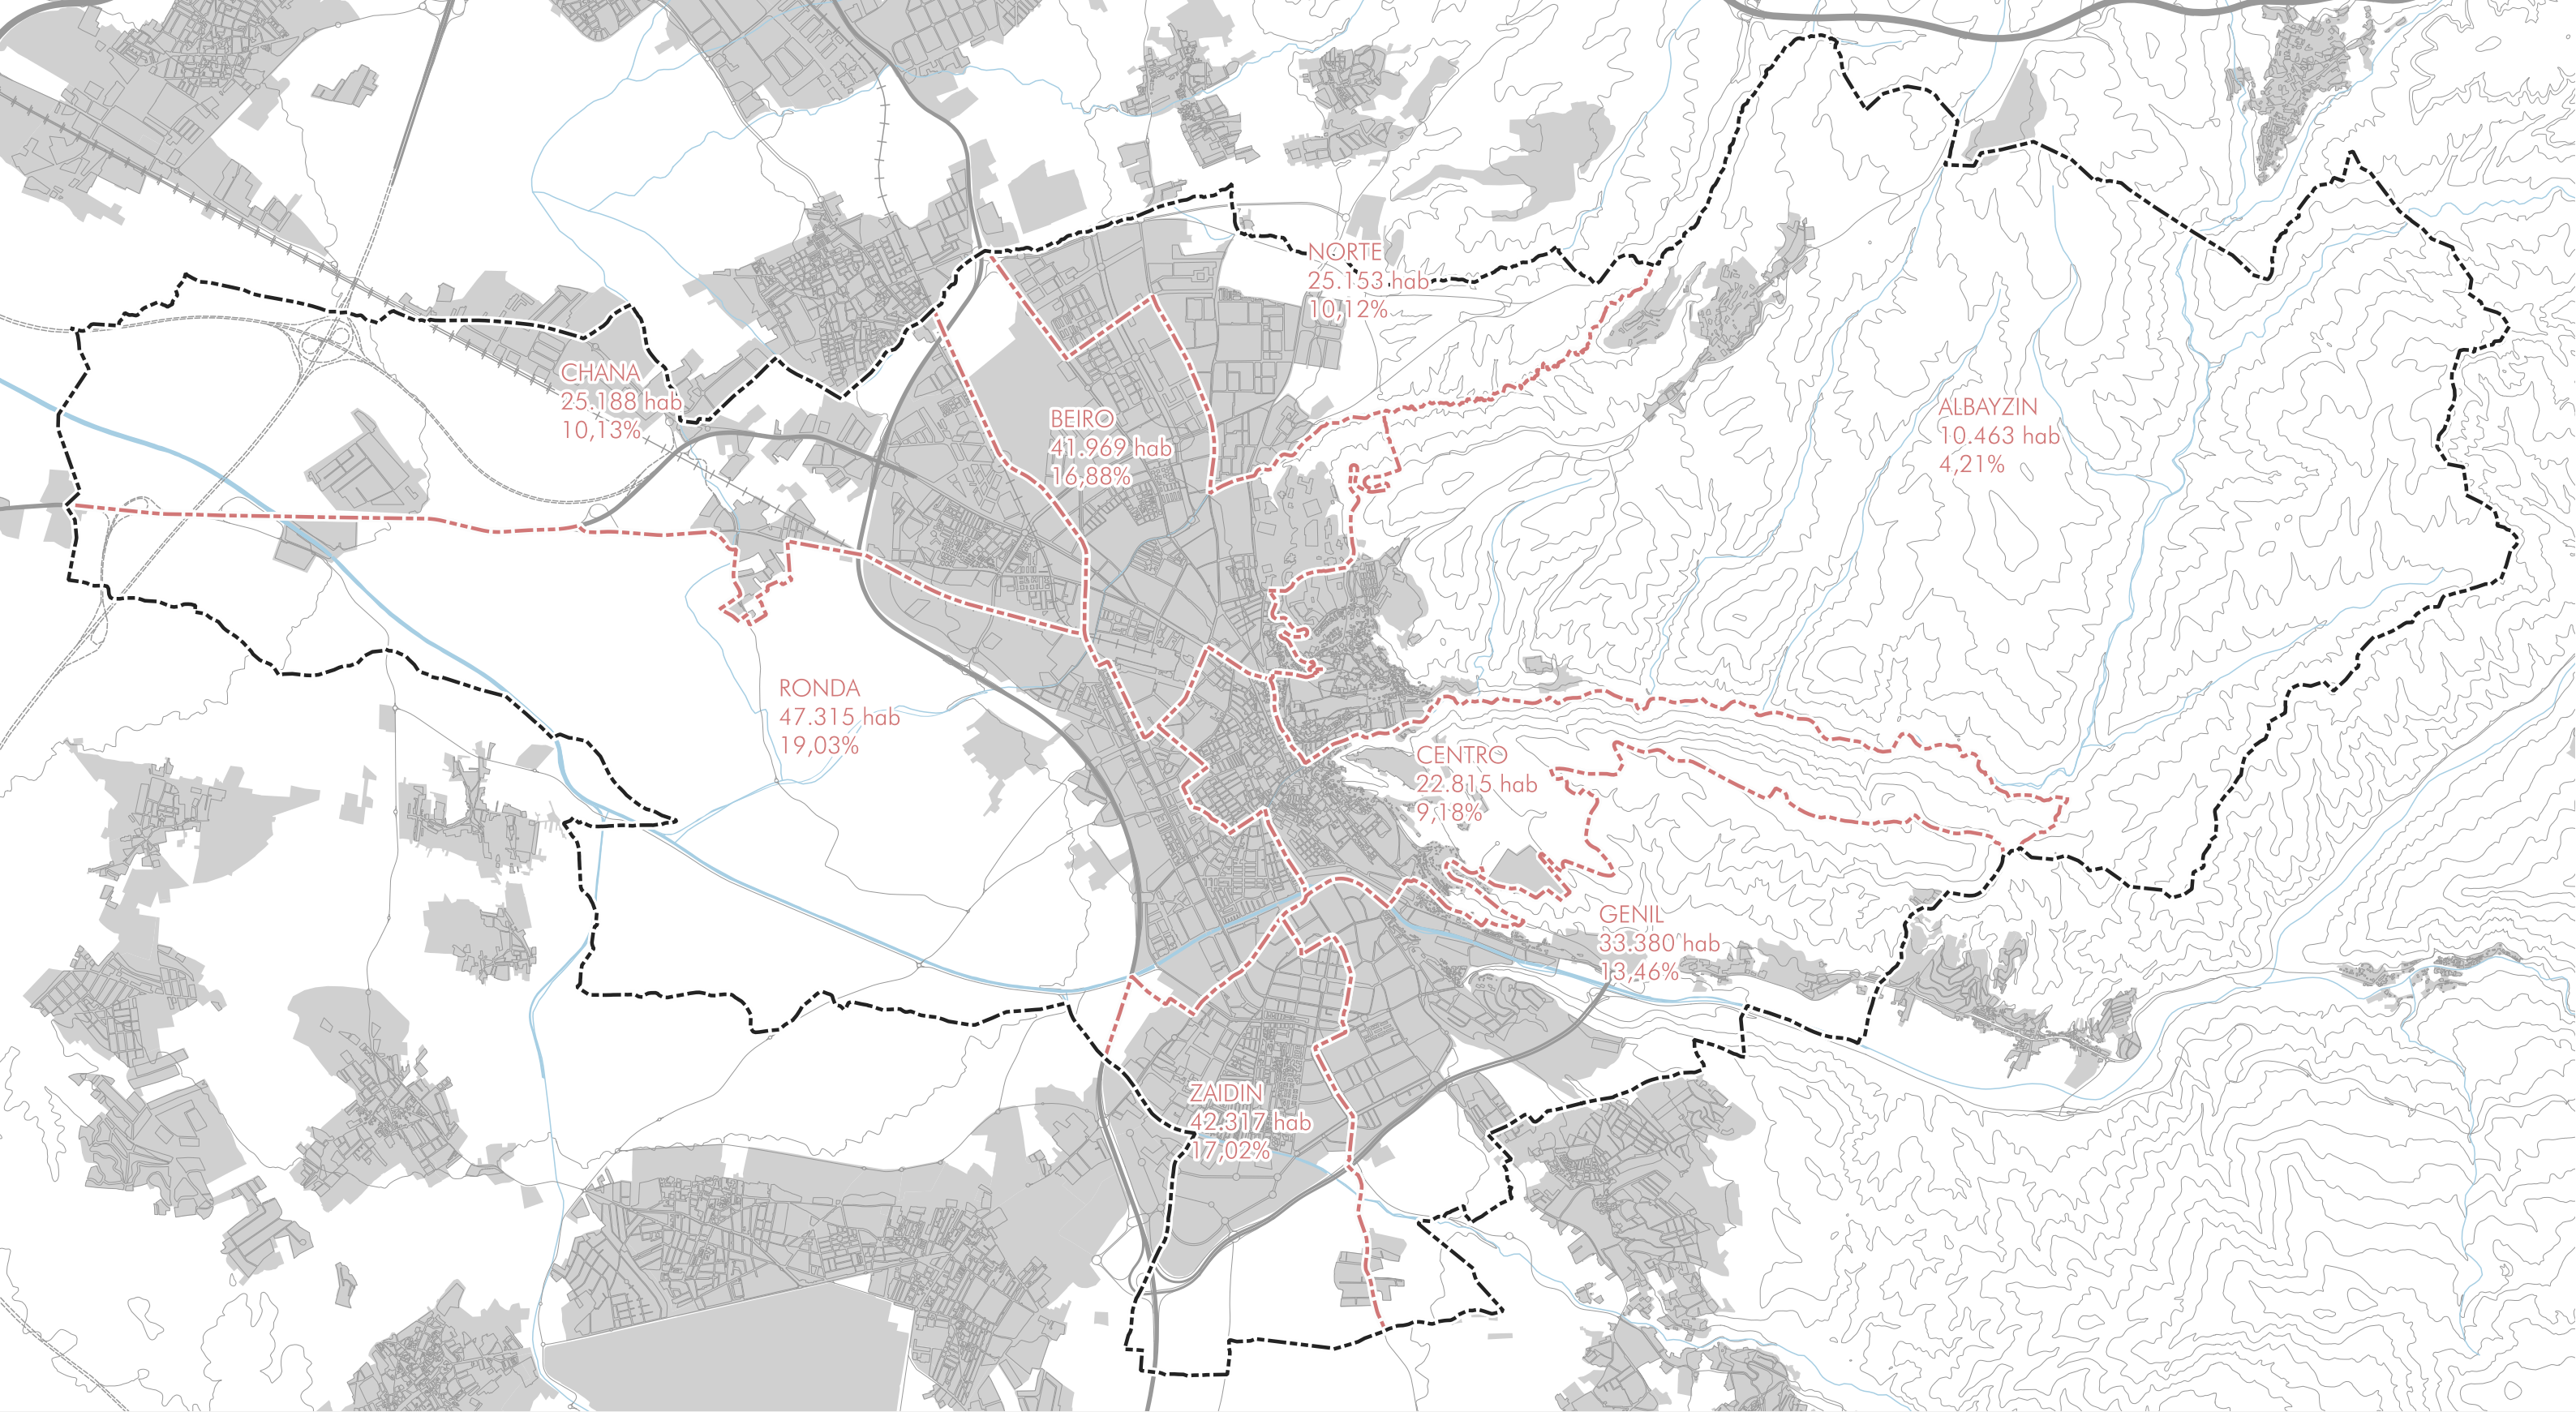 NORTE
25.153 hab
10,12%
CHANA
25.188 hab
10,13%
BEIRO
41.969 hab
16,88%
ALBAYZIN
10.463 hab
4,21%
RONDA
47.315 hab
19,03%
CENTRO
22.815 hab
9,18%
GENIL
33.380 hab
13,46%
ZAIDIN
42.317 hab
17,02%